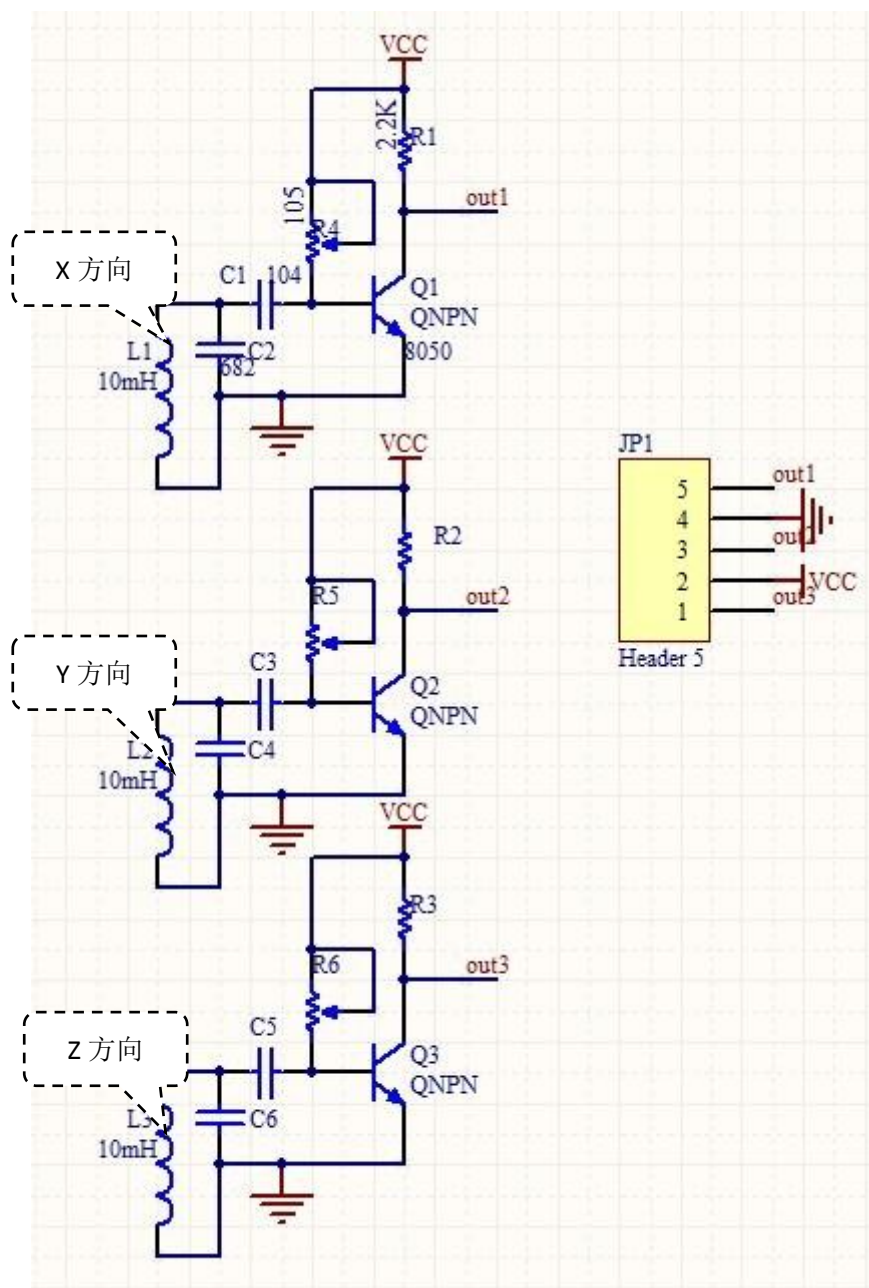 VCC
2.2K
R1
105
out1
R4
X 方向
C1
104
Q1
QNPN
L1
C2
8050
682
10mH
VCC
JP1
5
out1
4
R2
3
out
2
VCC
R5
out2
1
out3
Header 5
Y 方向
C3
Q2
QNPN
L2
C4
10mH
VCC
R3
R6
out3
Z 方向
C5
Q3
QNPN
L3
C6
10mH